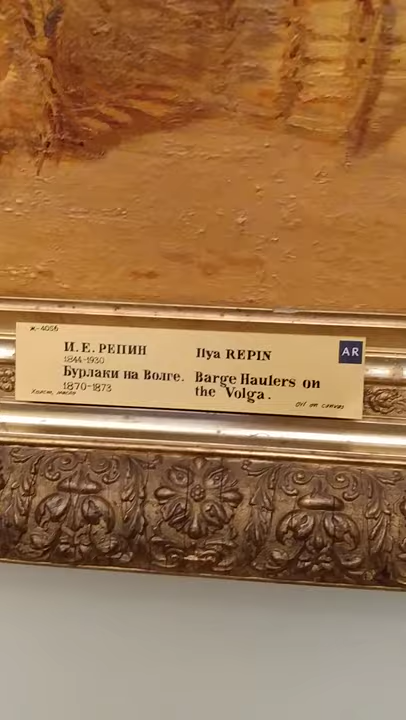 Ж-4056
И. Е. РЕПИН
1844-1930
Бурлаки на Волге.
1870-1873
Холст, масло
Ilya REPIN
Barge Haulers on
the Volga.
Oil on canvas
AR